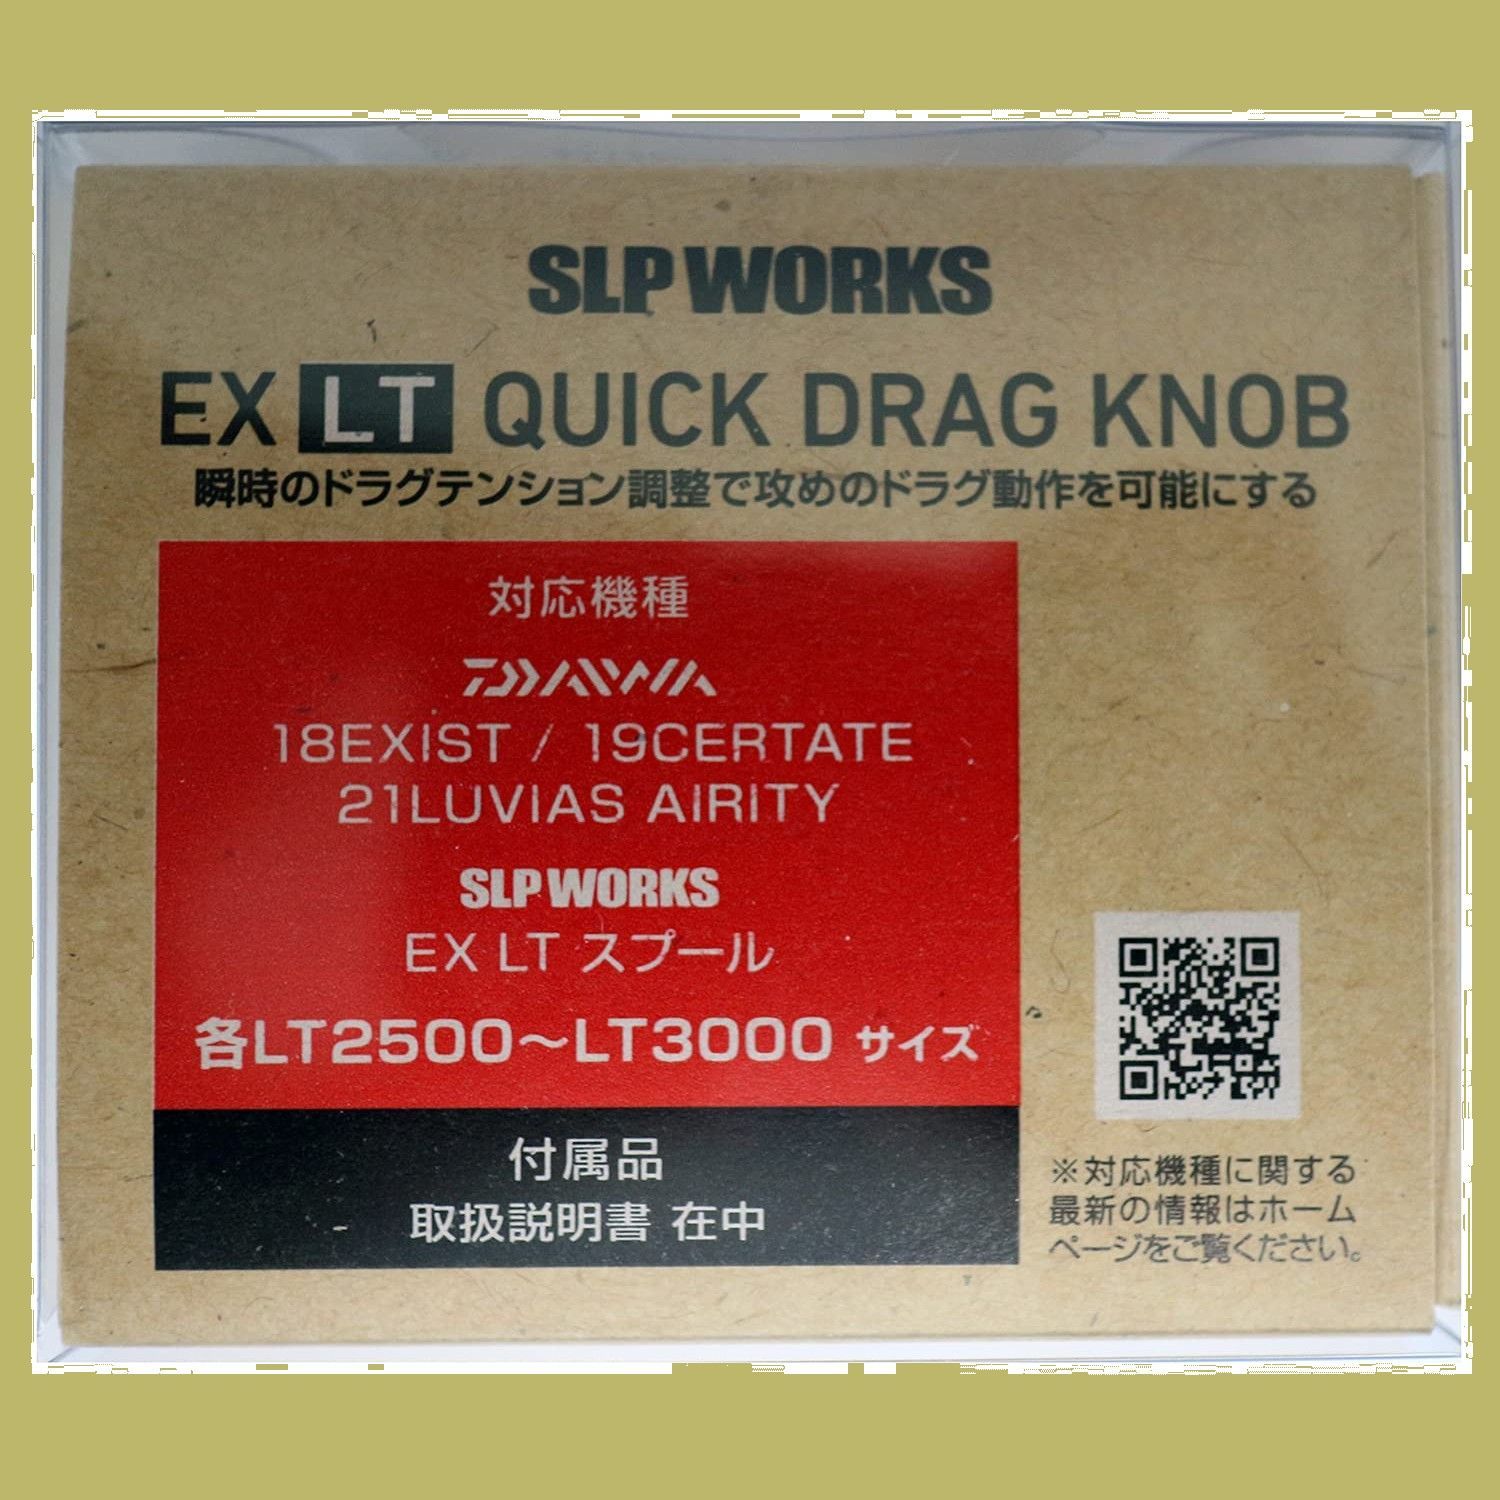 SLP WORKS
EX LT QUICK DRAG KNOB
瞬時のドラグテンション調整で攻めのドラグ動作を可能にする
対応機種
DAIWA
18EXIST / 19CERTATE
21LUVIAS AIRITY
SLP WORKS
EX LT スプール
各LT2500～LT3000 サイズ
付属品
取扱説明書 在中
※対応機種に関する
最新の情報はホーム
ページをご覧ください。